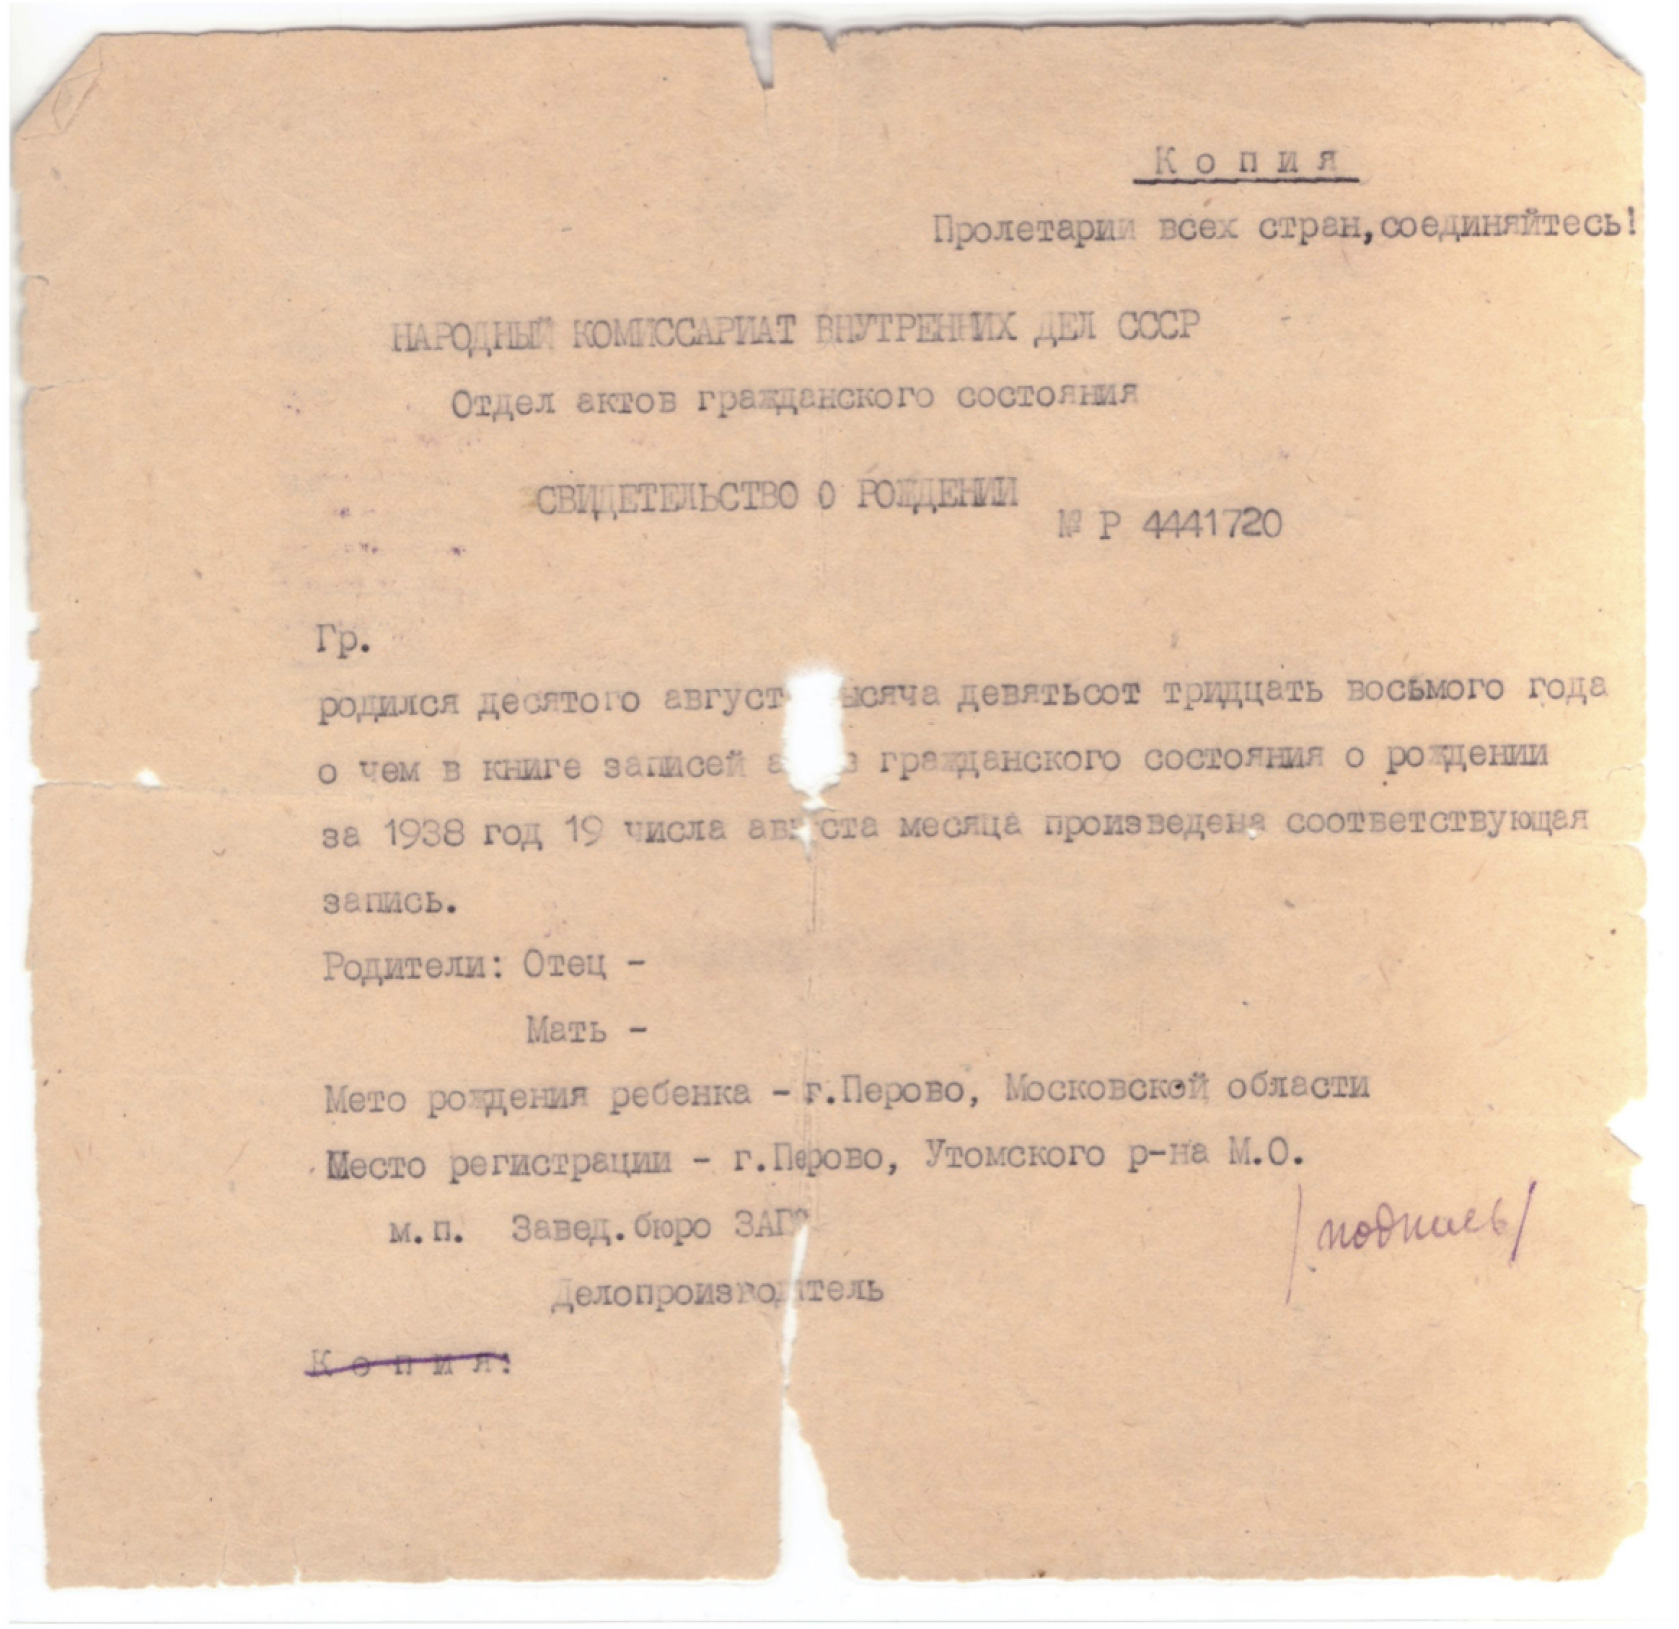 Копия
Пролетарии всех стран,соединяйтесь!
НАРОДНЫЙ КОМИССАРИАТ ВНУТРЕННИХ ДЕЛ СССР
Отдел актов гражданского состояния
СВИДЕТЕЛЬСТВО О РОЖДЕНИИ
№ Р 4441720
Гр.
родился десятого август ысяча девятьсот тридцать восьмого года
о чем в книге записей а в гражданского состояния о рождении
за 1938 год 19 числа августа месяца произведена соответствующая
запись.
Родители: Отец -
Мать -
Мето рождения ребенка - г.Перово, Московской области
Место регистрации - г.Перово, Утомского р-на М.О.
м.п. Завед.бюро ЗАГС
/подпись/
Делопроизводитель
Копия: